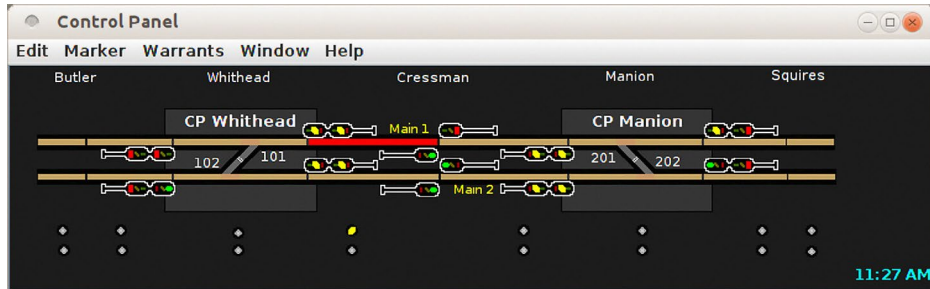 Control Panel
Edit Marker Warrants Window Help
Butler Whithead Cressman Manion Squires
CP Whithead Main 1 CP Manion
102 101 201 202
Main 2
11:27 AM